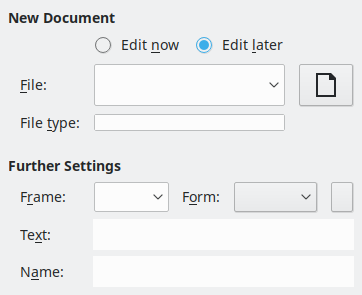 New Document
Edit now Edit later
File:
File type:
Further Settings
Frame: Form:
Text:
Name: